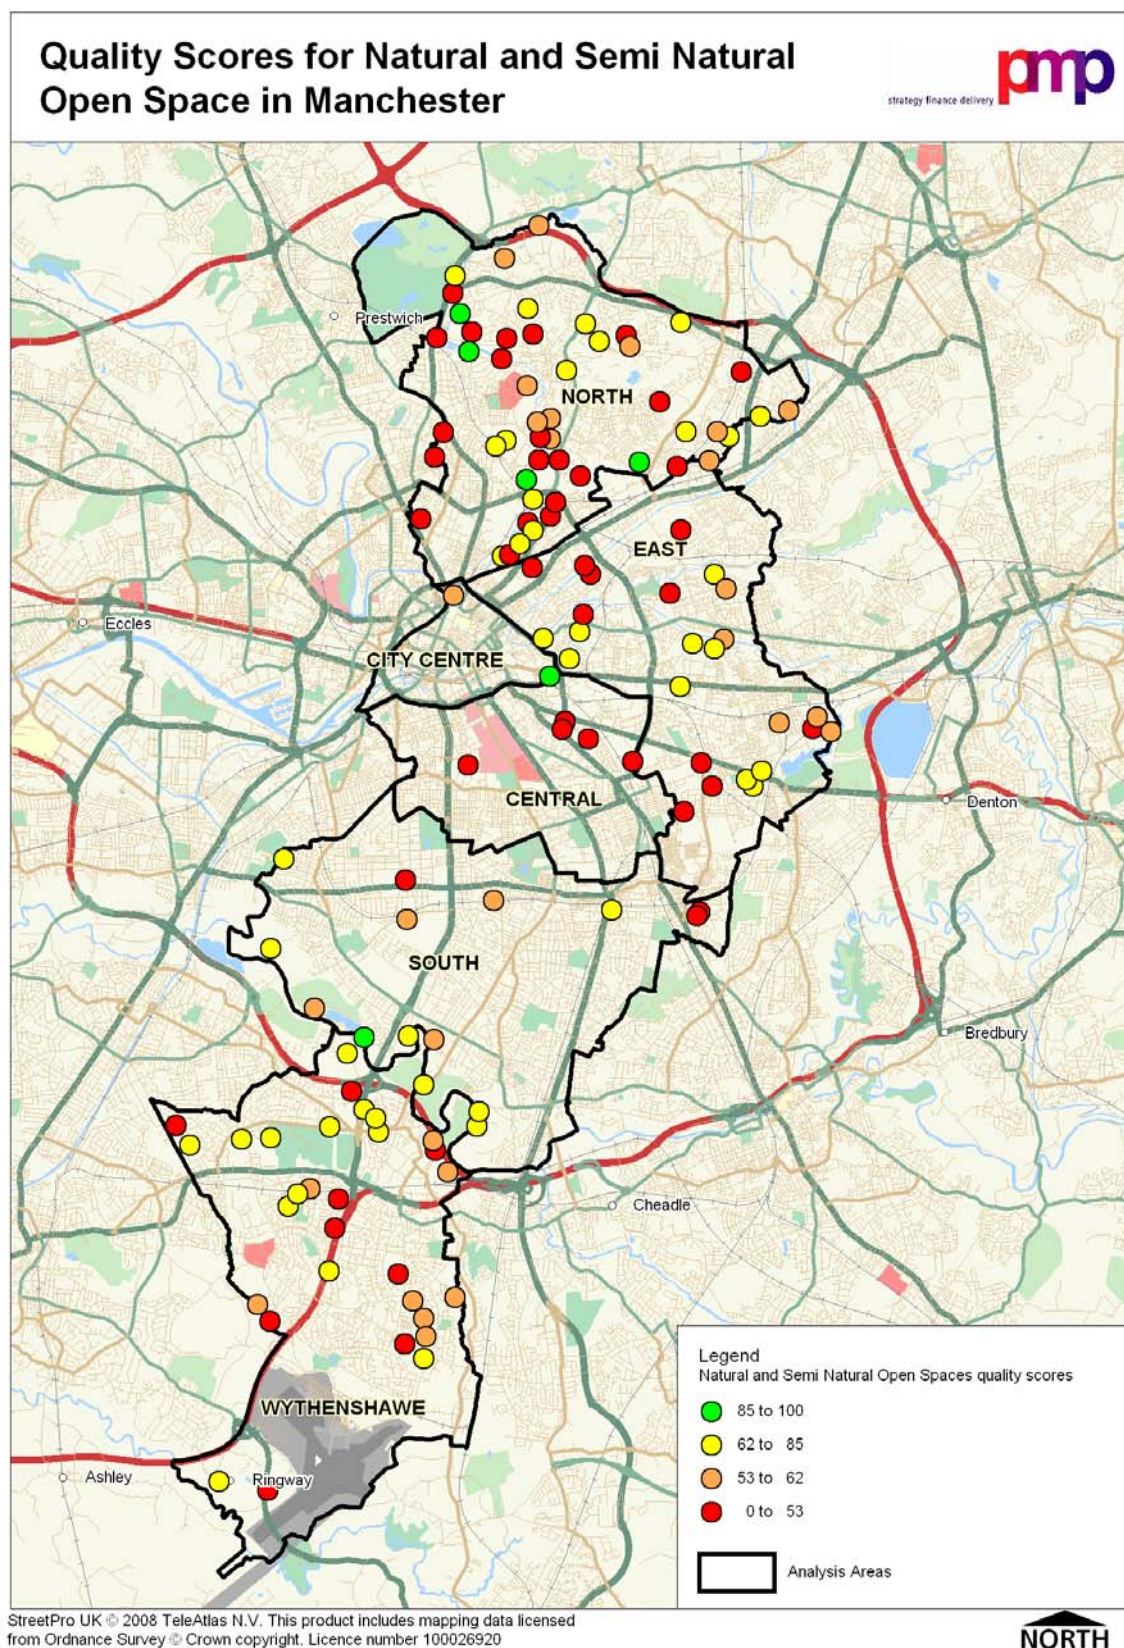 Quality Scores for Natural and Semi Natural
Open Space in Manchester
pmp
strategy finance delivery
Prestwich
NORTH
EAST
Eccles
CITY CENTRE
CENTRAL
Denton
SOUTH
Bredbury
Cheadle
WYTHENSHAWE
Ashley
Ringway
Legend
Natural and Semi Natural Open Spaces quality scores
85 to 100
62 to 85
53 to 62
0 to 53
Analysis Areas
StreetPro UK © 2008 TeleAtlas N.V. This product includes mapping data licensed
from Ordnance Survey © Crown copyright. Licence number 100026920
NORTH